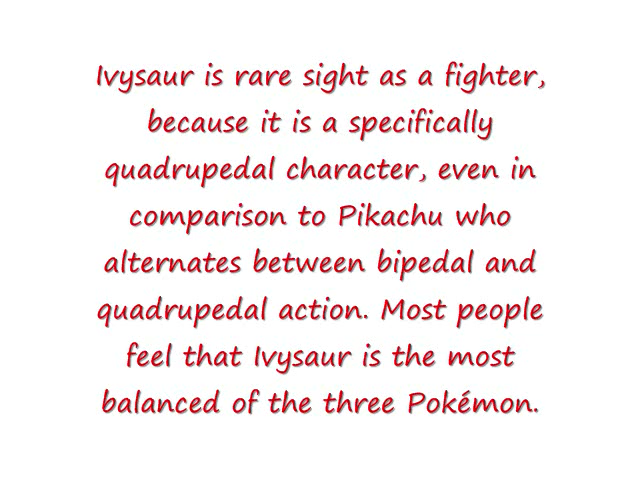 Ivysaur is rare sight as a fighter,
because it is a specifically
quadrupedal character, even in
comparison to Pikachu who
alternates between bipedal and
quadrupedal action. Most people
feel that Ivysaur is the most
balanced of the three Pokémon.